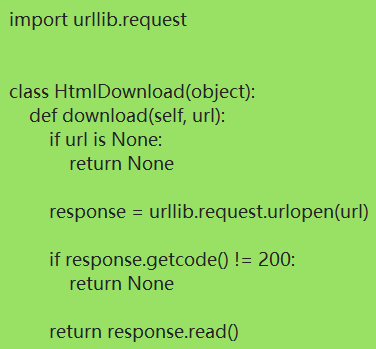 import urllib.request
class HtmlDownload(object):
def download(self, url):
if url is None:
return None
response = urllib.request.urlopen(url)
if response.getcode() != 200:
return None
return response.read()